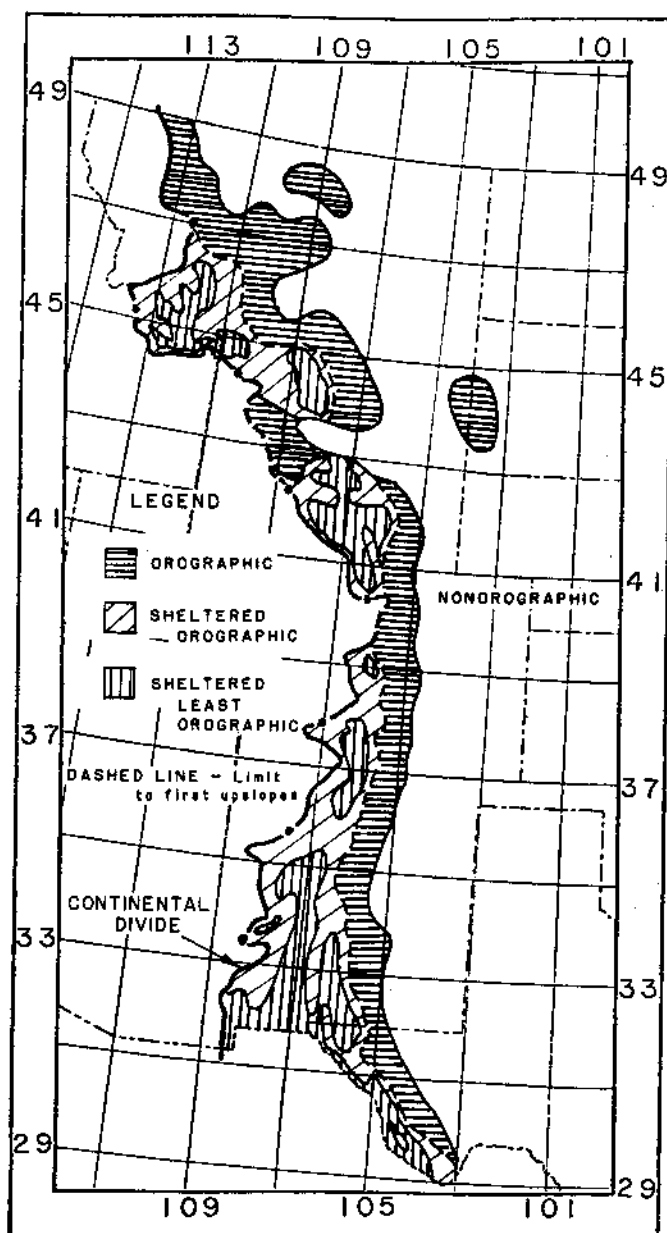 113 109 105 101
49
49
45
45
LEGEND
41
OROGRAPHIC
41
NONOROGRAPHIC
SHELTERED
OROGRAPHIC
SHELTERED
LEAST
OROGRAPHIC
37
37
DASHED LINE - Limit
to first upslopes
CONTINENTAL
DIVIDE
33
33
29
29
109 105 101